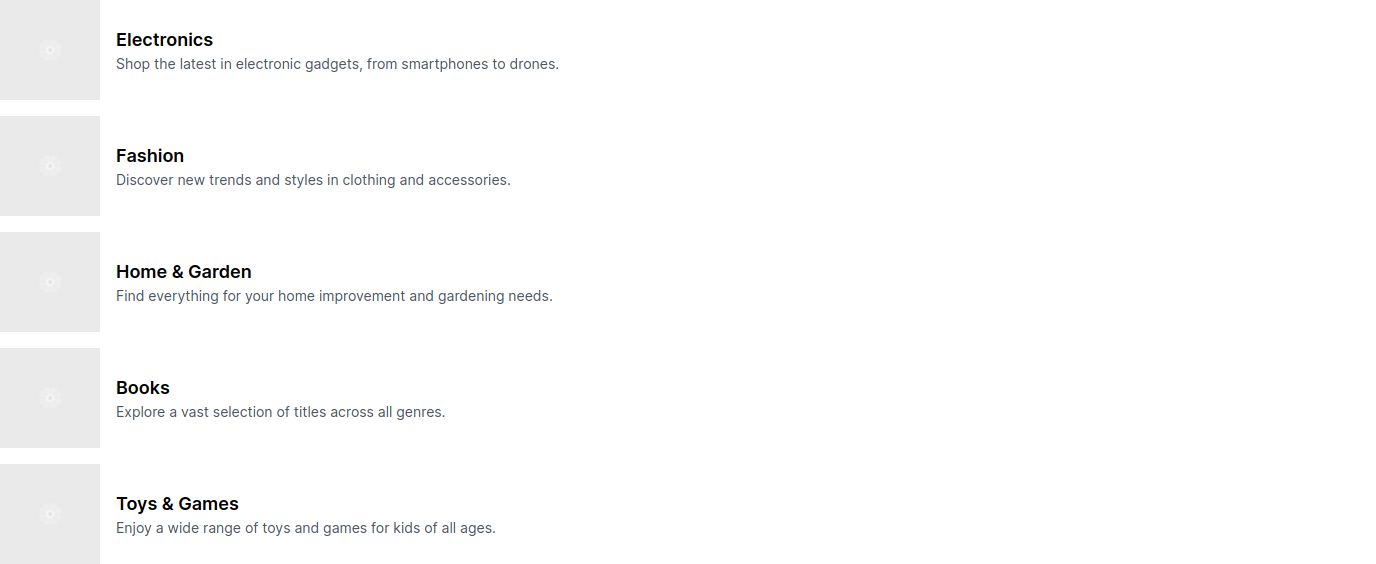 Electronics
Shop the latest in electronic gadgets, from smartphones to drones.
Fashion
Discover new trends and styles in clothing and accessories.
Home & Garden
Find everything for your home improvement and gardening needs.
Books
Explore a vast selection of titles across all genres.
Toys & Games
Enjoy a wide range of toys and games for kids of all ages.